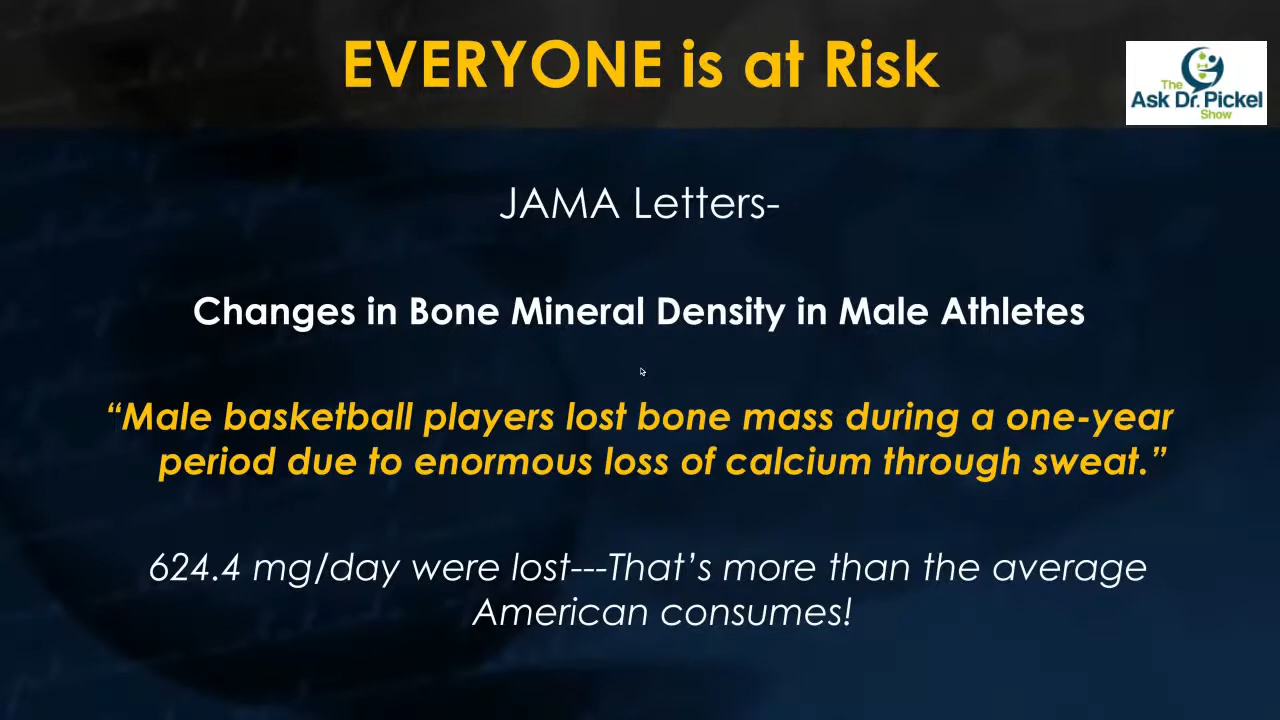 EVERYONE is at Risk
The
Ask Dr. Pickel
Show
JAMA Letters-
Changes in Bone Mineral Density in Male Athletes
“Male basketball players lost bone mass during a one-year
period due to enormous loss of calcium through sweat.”
624.4 mg/day were lost---That’s more than the average
American consumes!